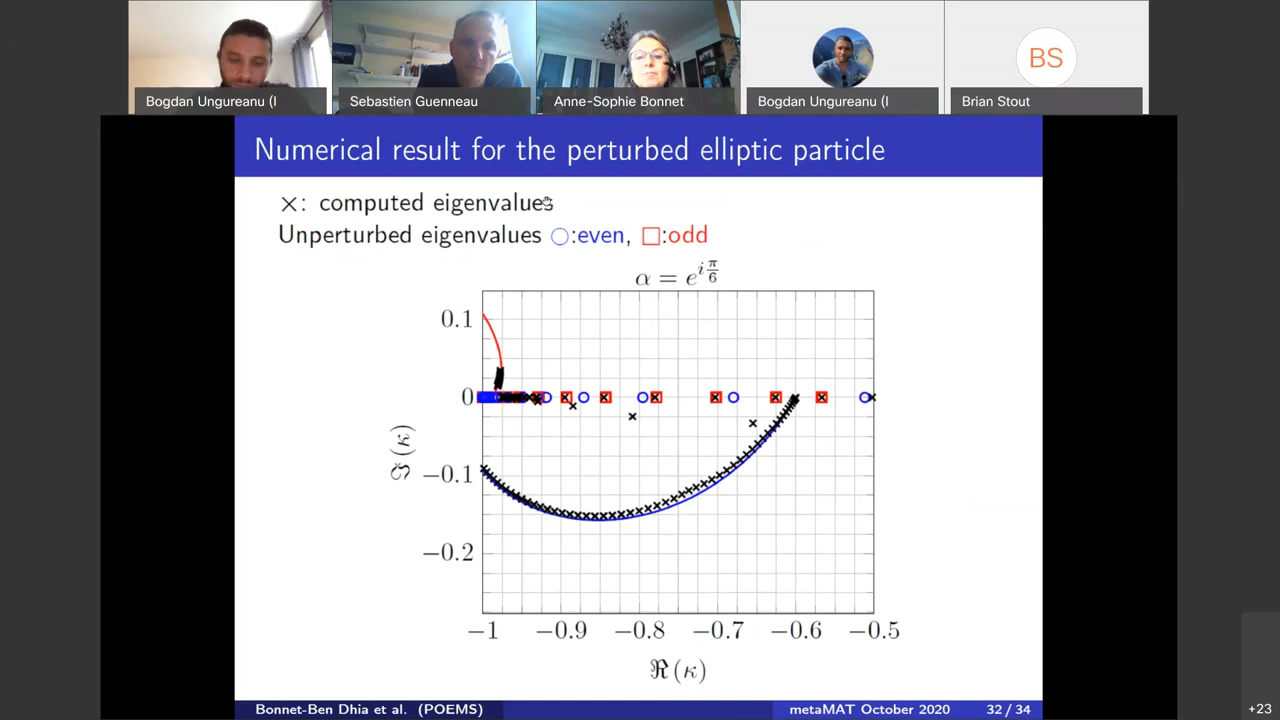 Bogdan Ungureanu (I
Sebastien Guenneau
Anne-Sophie Bonnet
Bogdan Ungureanu (I
BS
Brian Stout
Numerical result for the perturbed elliptic particle
×: computed eigenvalues
Unperturbed eigenvalues ○:even, □:odd
α = e^{iπ/6}
0.1
0
−0.1
−0.2
ℑ(κ)
−1 −0.9 −0.8 −0.7 −0.6 −0.5
ℜ(κ)
Bonnet-Ben Dhia et al. (POEMS) metaMAT October 2020 32 / 34
+23